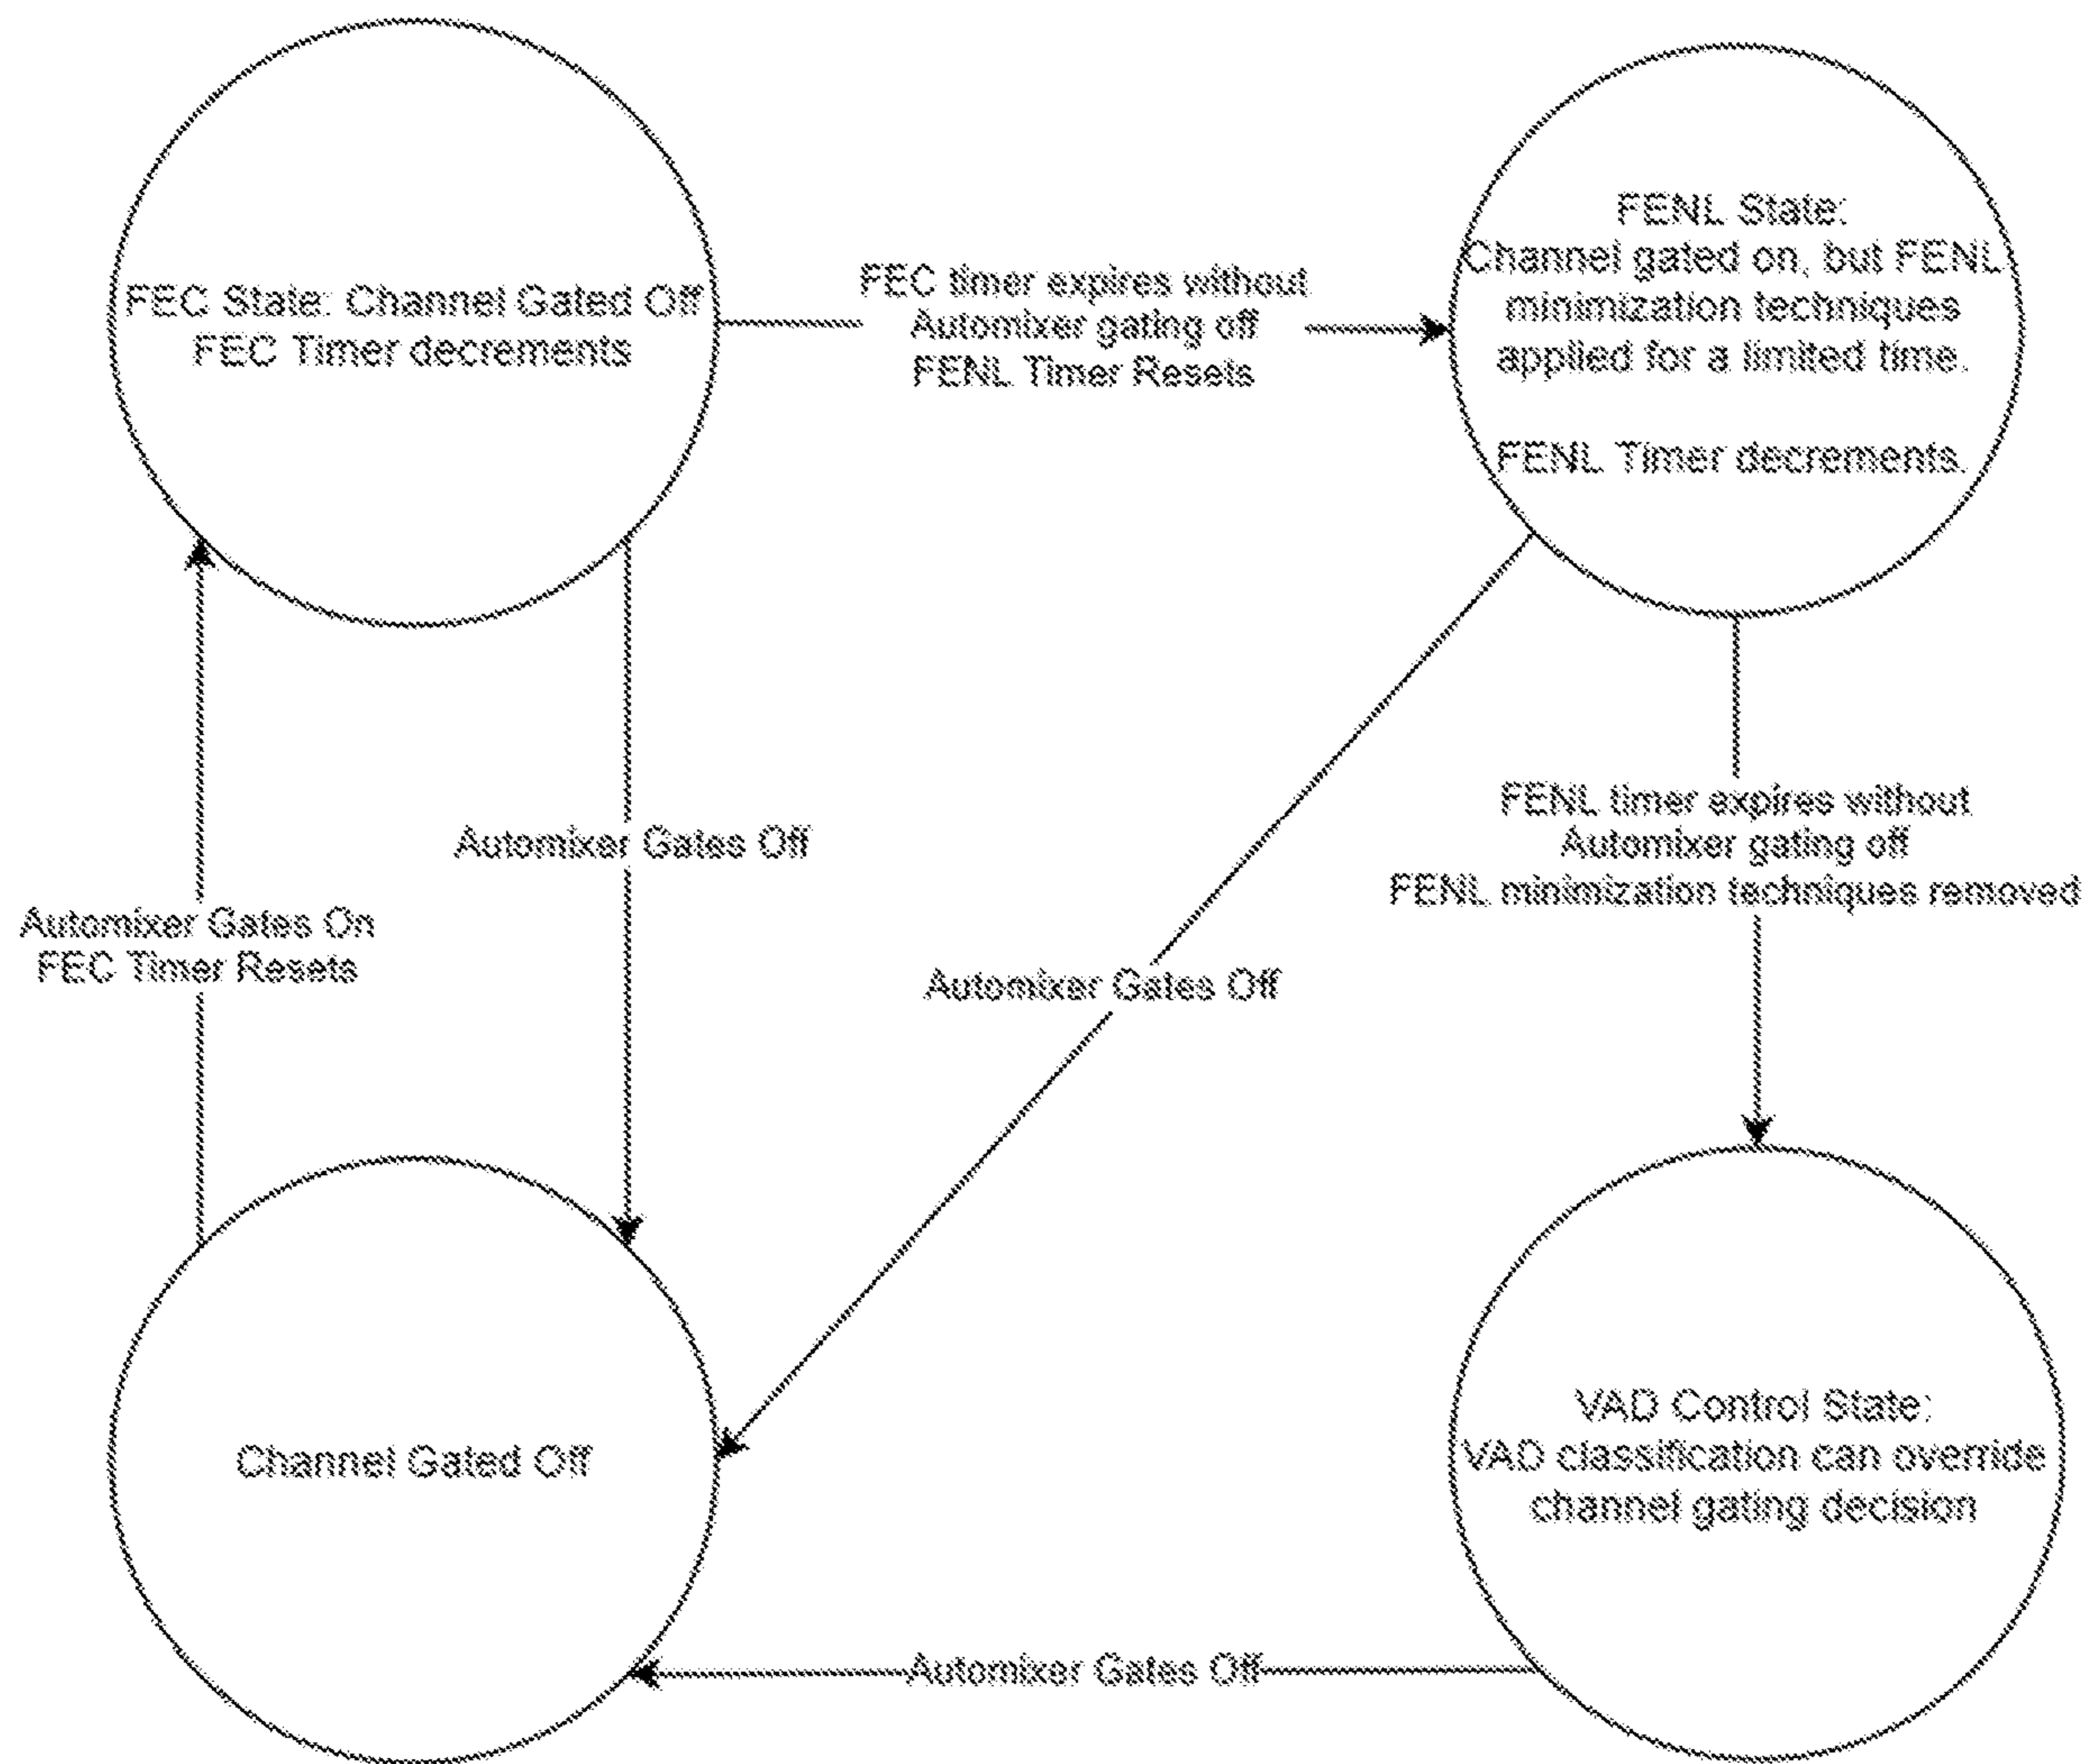 FEC State: Channel Gated Off
FEC Timer decrements
FEC timer expires without
Automixer gating off
FENL Timer Resets
FENL State:
Channel gated on, but FENL
minimization techniques
applied for a limited time.
FENL Timer decrements.
Automixer Gates On
FEC Timer Resets
Automixer Gates Off
Automixer Gates Off
FENL timer expires without
Automixer gating off
FENL minimization techniques removed
Channel Gated Off
VAD Control State:
VAD classification can override
channel gating decision
Automixer Gates Off